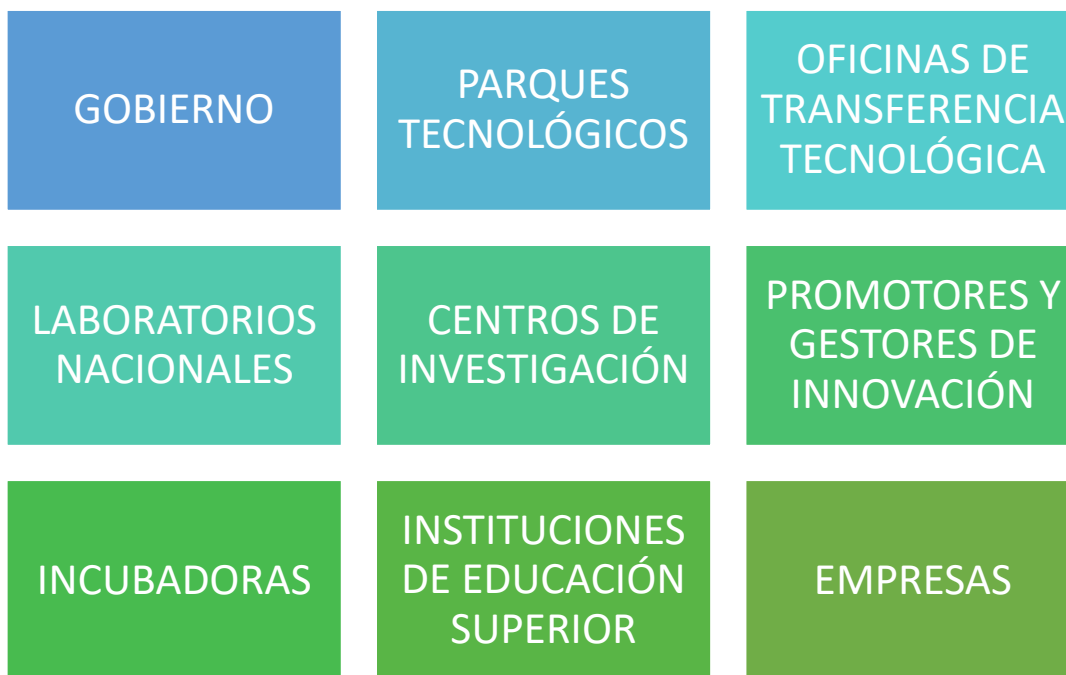 GOBIERNO
PARQUES
TECNOLÓGICOS
OFICINAS DE
TRANSFERENCIA
TECNOLÓGICA
LABORATORIOS
NACIONALES
CENTROS DE
INVESTIGACIÓN
PROMOTORES Y
GESTORES DE
INNOVACIÓN
INCUBADORAS
INSTITUCIONES
DE EDUCACIÓN
SUPERIOR
EMPRESAS